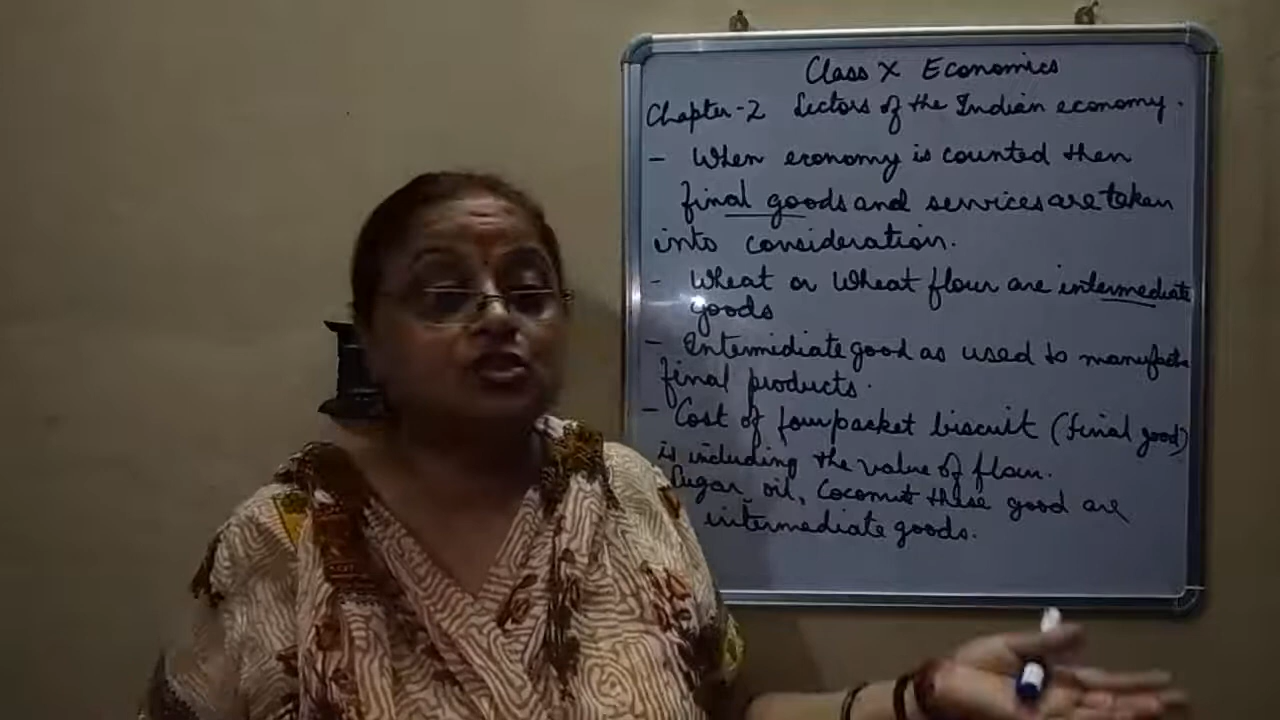 Class X Economics
Chapter-2 Sectors of the Indian economy.
- When economy is counted then
final goods and services are taken
into consideration.
- Wheat or wheat flour are intermediate
goods
- Intermidiate good as used to manufacture
final products.
- Cost of four packet biscuit (final good)
is including the value of flour.
Sugar, oil, Coconut these good are
intermediate goods.